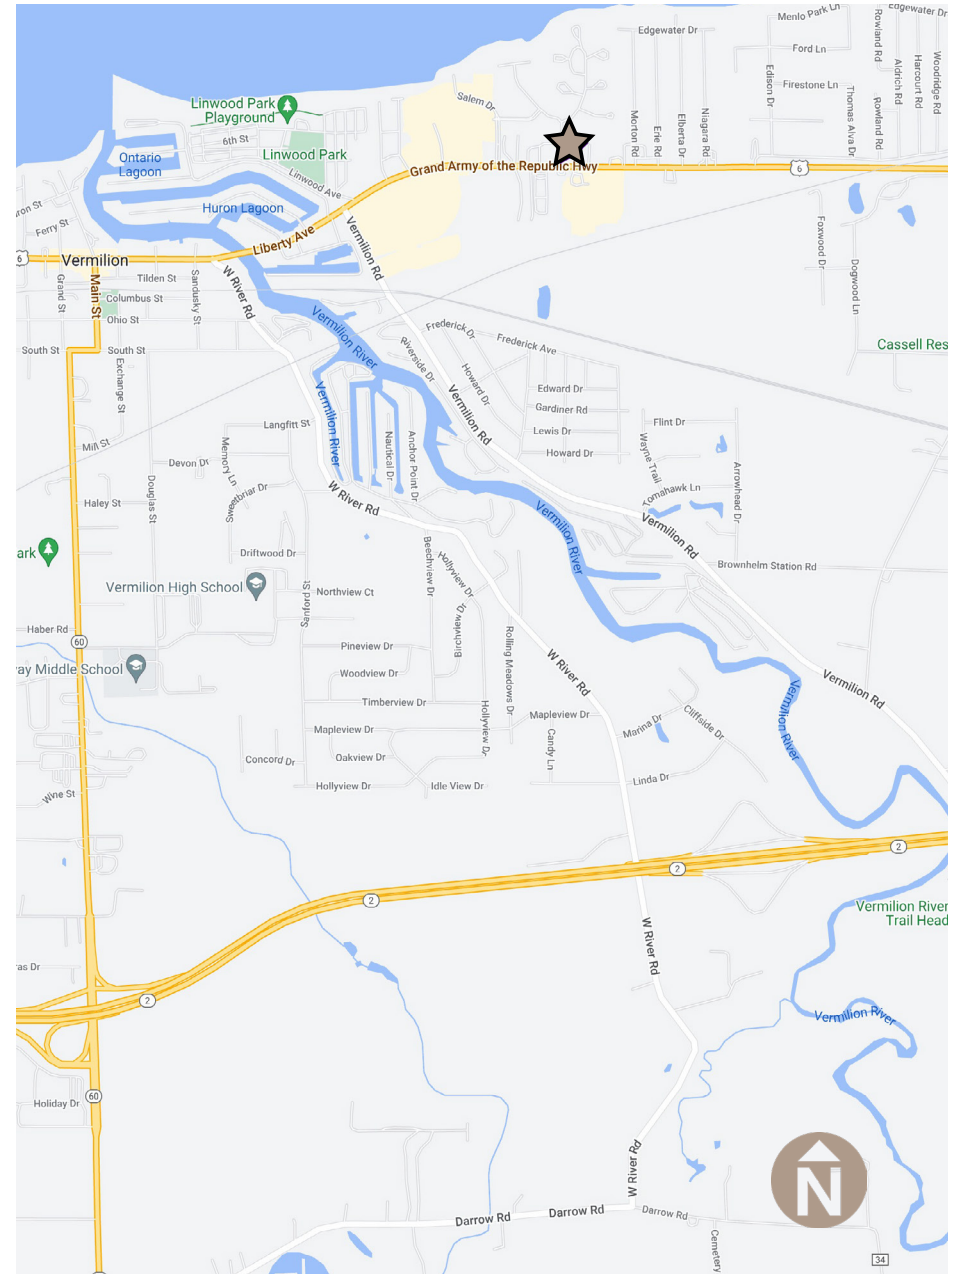 Menlo Park Ln
Edgewater Dr
Edgewater Dr
Rowland Rd
Ford Ln
Woodridge Rd
Harcourt Rd
Aldrich Rd
Edison Dr
Firestone Ln
Thomas Alva Dr
Rowland Rd
Salem Dr
Linwood Park
Playground
6th St
Morton Rd
Erie Rd
Elberta Dr
Niagara Rd
Ontario
Lagoon
Linwood Park
Grand Army of the Republic Hwy
6
Linwood Ave
Huron Lagoon
uron St
Ferry St
Liberty Ave
Vermilion Rd
Foxwood Dr
Dogwood Ln
6
Vermilion
Main St
Grand St
Tilden St
Columbus St
Ohio St
Sandusky St
W River Rd
Vermilion River
South St
South St
Exchange St
Frederick Dr
Frederick Ave
Riverside Dr
Howard Dr
Cassell Res
Vermilion River
Vermilion Rd
Edward Dr
Gardiner Rd
Lewis Dr
Howard Dr
Flint Dr
Wayne Trail
Tomahawk Ln
Arrowhead Dr
Langfitt St
Mill St
Memory Ln
Devon Dr
Nautical Dr
Anchor Point Dr
Douglas St
Sweetbriar Dr
Haley St
W River Rd
Vermilion River
Vermilion Rd
ark
Driftwood Dr
Beechview Dr
Hollyview Dr
Brownhelm Station Rd
Vermilion High School
Sanford St
Northview Ct
Birchview Dr
Rolling Meadows Dr
Haber Rd
60
Pineview Dr
way Middle School
Woodview Dr
W River Rd
Vermilion Rd
Vermilion River
Timberview Dr
Hollyview Dr
Mapleview Dr
Mapleview Dr
Candy Ln
Marina Dr
Cliffside Dr
Concord Dr
Oakview Dr
Hollyview Dr
Idle View Dr
Linda Dr
Wine St
2
2
2
Vermilion River
Trail Head
W River Rd
as Dr
2
Vermilion River
60
Holiday Dr
N
W River Rd
Darrow Rd
Darrow Rd
Darrow Rd
Cemetery
34